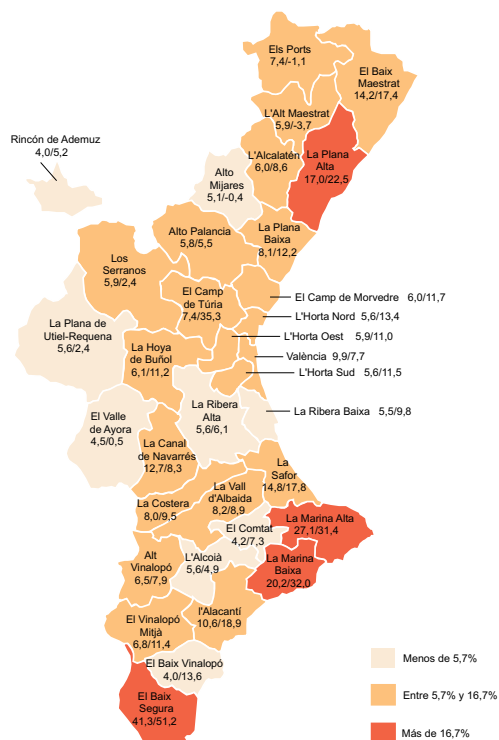 Els Ports
7,4/-1,1
El Baix
Maestrat
14,2/17,4
L'Alt Maestrat
5,9/-3,7
Rincón de Ademuz
4,0/5,2
L'Alcalatén
6,0/8,6
La Plana
Alta
17,0/22,5
Alto
Mijares
5,1/-0,4
Alto Palancia
5,8/5,5
La Plana
Baixa
8,1/12,2
Los
Serranos
5,9/2,4
El Camp
de Túria
7,4/35,3
El Camp de Morvedre 6,0/11,7
L'Horta Nord 5,6/13,4
La Plana de
Utiel-Requena
5,6/2,4
L'Horta Oest 5,9/11,0
La Hoya
de Buñol
6,1/11,2
València 9,9/7,7
L'Horta Sud 5,6/11,5
La Ribera
Alta
5,6/6,1
La Ribera Baixa 5,5/9,8
El Valle
de Ayora
4,5/0,5
La Canal
de Navarrés
12,7/8,3
La
Safor
14,8/17,8
La Vall
d'Albaida
8,2/8,9
La Costera
8,0/9,5
El Comtat
4,2/7,3
La Marina Alta
27,1/31,4
Alt
Vinalopó
6,5/7,9
L'Alcoià
5,6/4,9
La Marina
Baixa
20,2/32,0
l'Alacantí
10,6/18,9
El Vinalopó
Mitjà
6,8/11,4
El Baix Vinalopó
4,0/13,6
El Baix
Segura
41,3/51,2
Menos de 5,7%
Entre 5,7% y 16,7%
Más de 16,7%